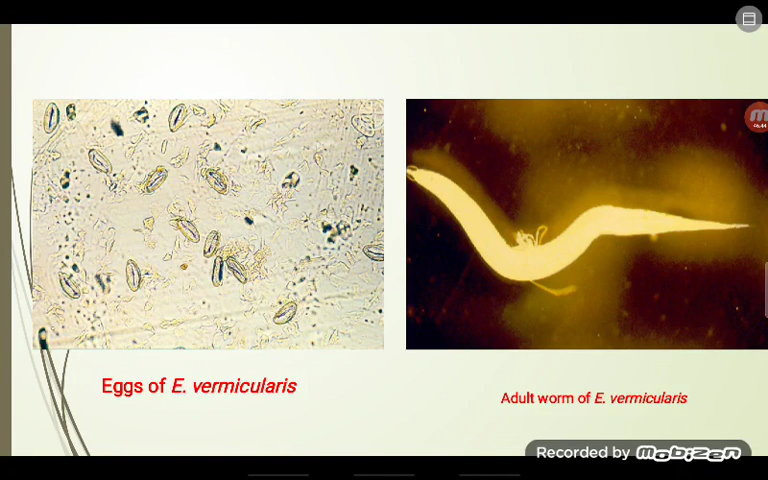 Eggs of E. vermicularis
Adult worm of E. vermicularis
Recorded by MOBIZEN